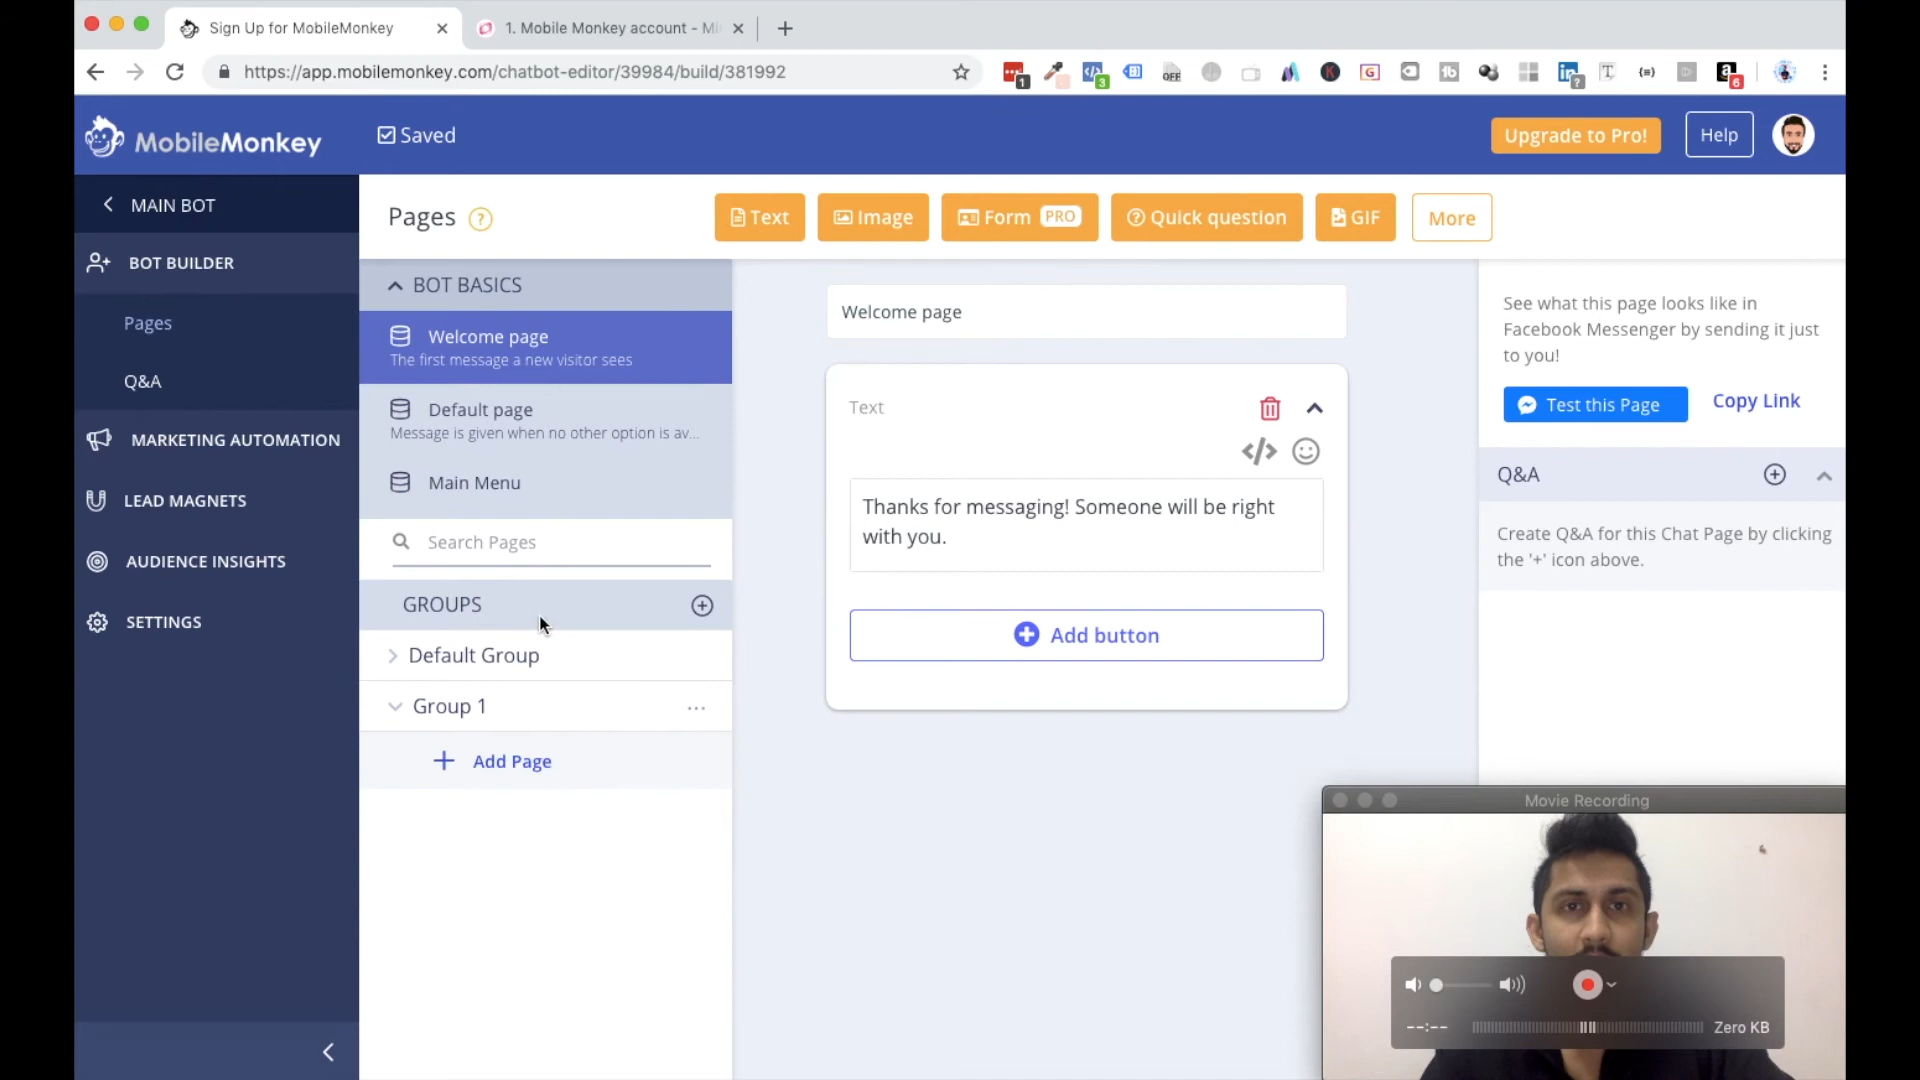 Sign Up for MobileMonkey
1. Mobile Monkey account - Mi
https://app.mobilemonkey.com/chatbot-editor/39984/build/381992
1
3
OFF
K
G
tb
in
?
T
{=}
a
6
MobileMonkey
Saved
Upgrade to Pro!
Help
MAIN BOT
BOT BUILDER
Pages
Q&A
MARKETING AUTOMATION
LEAD MAGNETS
AUDIENCE INSIGHTS
SETTINGS
Pages ?
Text
Image
Form PRO
Quick question
GIF
More
BOT BASICS
Welcome page
The first message a new visitor sees
Default page
Message is given when no other option is av...
Main Menu
Search Pages
GROUPS
Default Group
Group 1
Add Page
Welcome page
Text
Thanks for messaging! Someone will be right
with you.
Add button
See what this page looks like in
Facebook Messenger by sending it just
to you!
Test this Page
Copy Link
Q&A
Create Q&A for this Chat Page by clicking
the '+' icon above.
Movie Recording
--:--
Zero KB